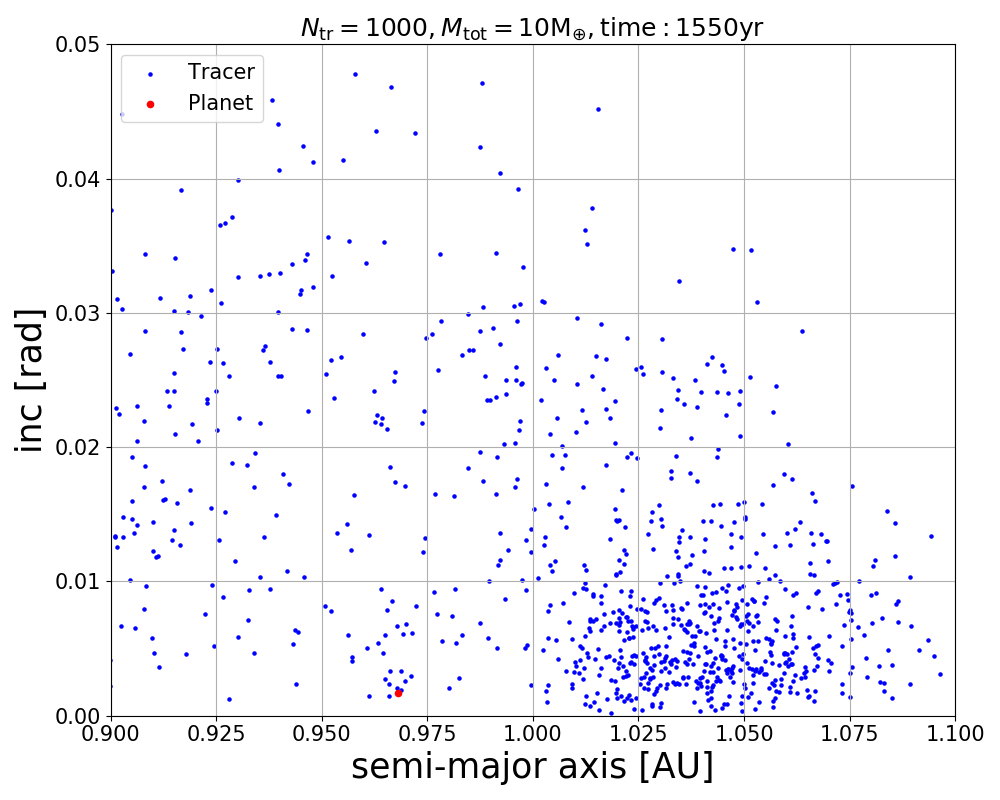 N_tr = 1000, M_tot = 10M_⊕, time : 1550yr
Tracer
Planet
inc [rad]
0.05
0.04
0.03
0.02
0.01
0.00
0.900 0.925 0.950 0.975 1.000 1.025 1.050 1.075 1.100
semi-major axis [AU]